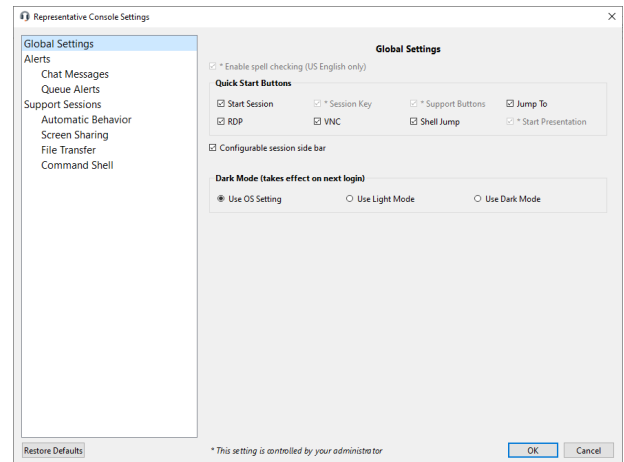 Representative Console Settings
Global Settings
Alerts
Chat Messages
Queue Alerts
Support Sessions
Automatic Behavior
Screen Sharing
File Transfer
Command Shell
Global Settings
* Enable spell checking (US English only)
Quick Start Buttons
Start Session * Session Key * Support Buttons Jump To
RDP VNC Shell Jump * Start Presentation
Configurable session side bar
Dark Mode (takes effect on next login)
Use OS Setting Use Light Mode Use Dark Mode
Restore Defaults * This setting is controlled by your administrator OK Cancel